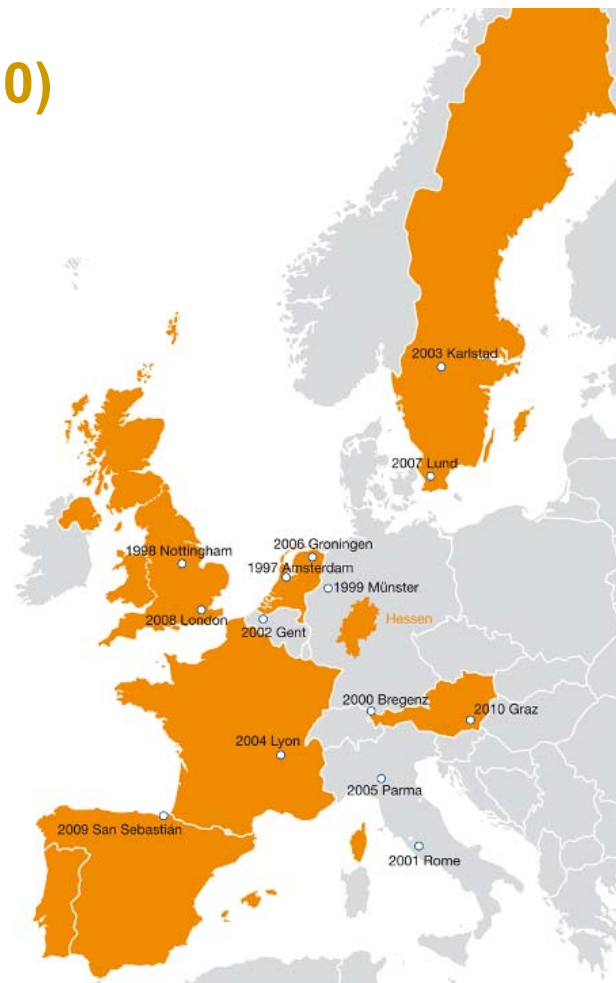 0)
2003 Karlstad
2007 Lund
2006 Groningen
1998 Nottingham
1997 Amsterdam
1999 Münster
2008 London
2002 Gent
Hessen
2000 Bregenz
2010 Graz
2004 Lyon
2005 Parma
2009 San Sebastián
2001 Rome